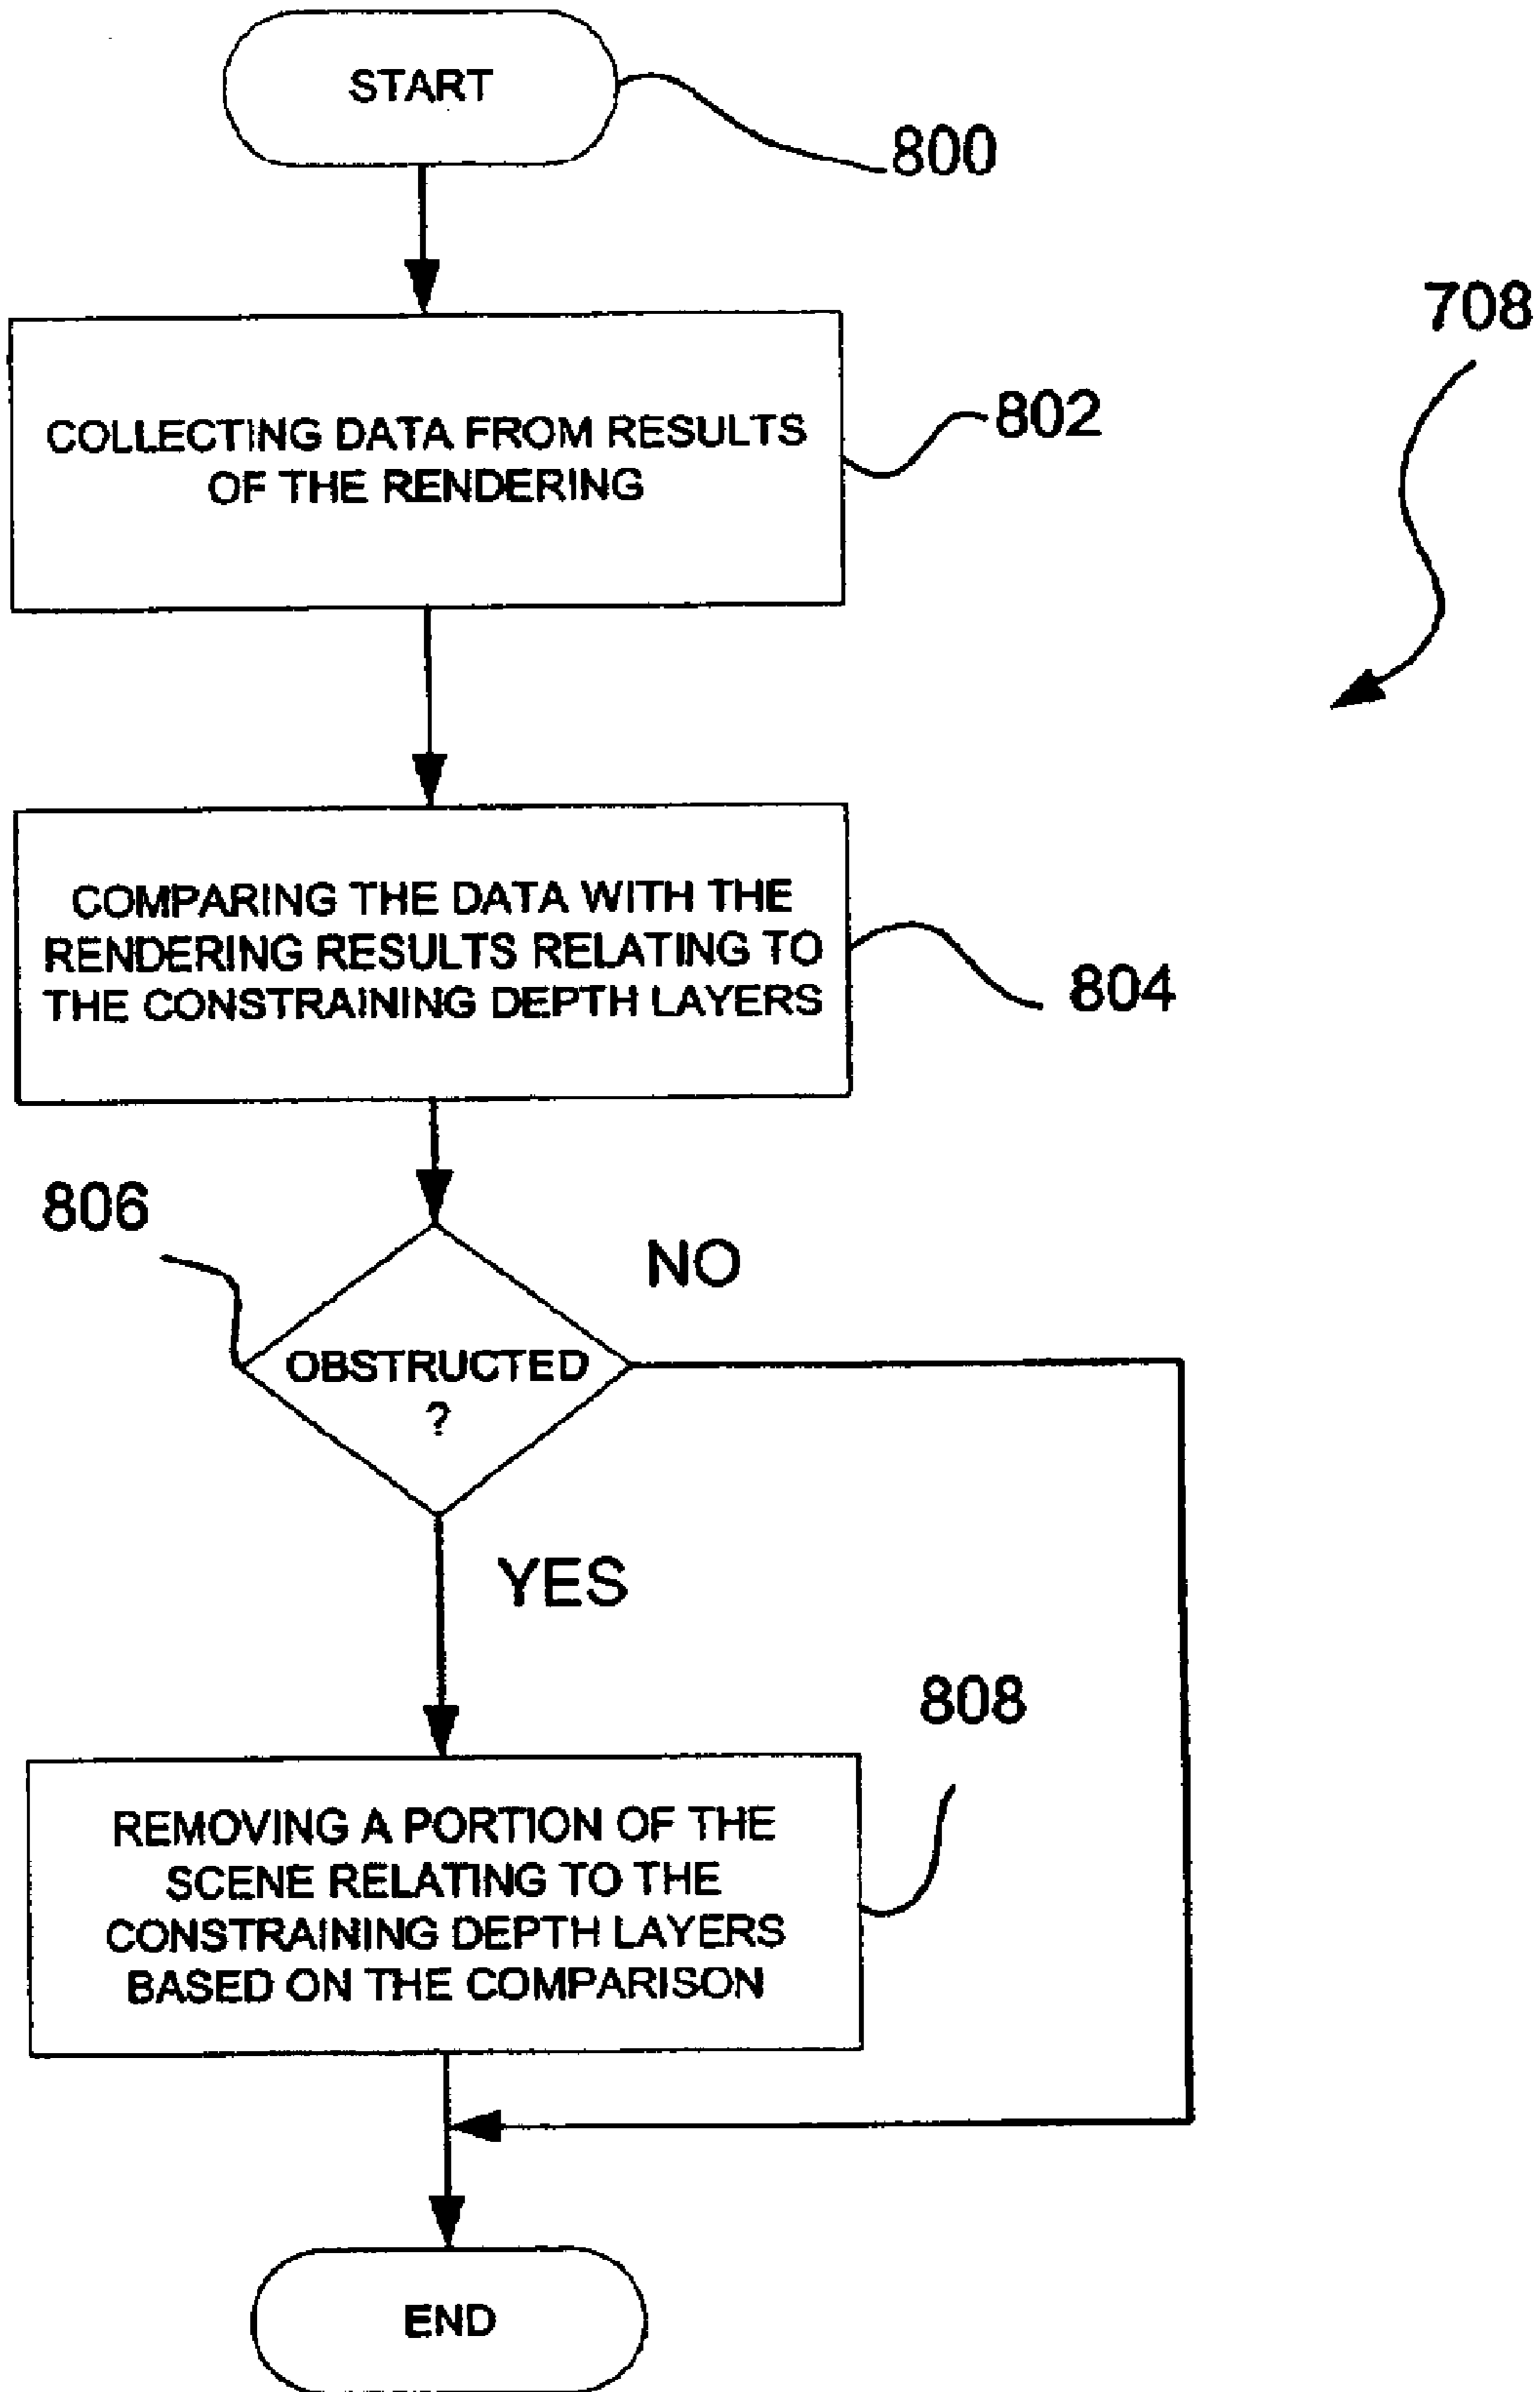 START
800
708
COLLECTING DATA FROM RESULTS
OF THE RENDERING
802
COMPARING THE DATA WITH THE
RENDERING RESULTS RELATING TO
THE CONSTRAINING DEPTH LAYERS
804
806
NO
OBSTRUCTED
?
YES
808
REMOVING A PORTION OF THE
SCENE RELATING TO THE
CONSTRAINING DEPTH LAYERS
BASED ON THE COMPARISON
END